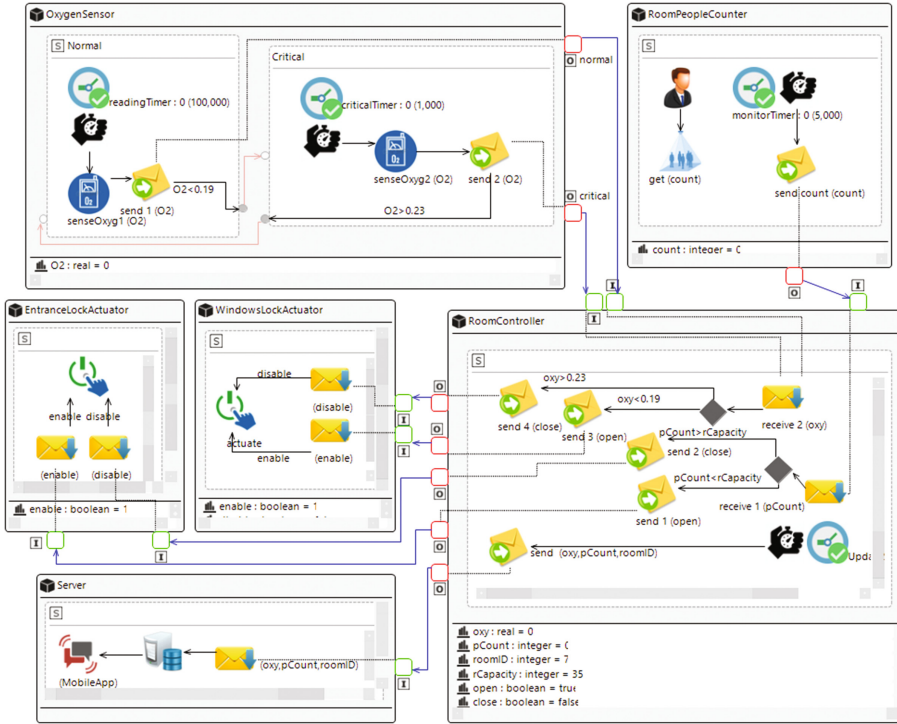 OxygenSensor
S Normal
readingTimer : 0 (100,000)
senseOxyg1 (O2)
send 1 (O2)
O2<0.19
Critical
criticalTimer : 0 (1,000)
senseOxyg2 (O2)
send 2 (O2)
O2>0.23
O normal
O critical
O2 : real = 0
RoomPeopleCounter
S
monitorTimer : 0 (5,000)
get (count)
send count (count)
count : integer = 0
O
I
I
I
EntranceLockActuator
S
enable disable
(enable)
(disable)
enable : boolean = 1
I
I
WindowsLockActuator
S
disable
(disable)
actuate
(enable)
enable
enable : boolean = 1
I
I
O
O
O
O
O
RoomController
S
oxy>0.23
oxy<0.19
send 4 (close)
send 3 (open)
receive 2 (oxy)
pCount>rCapacity
send 2 (close)
pCount<rCapacity
send 1 (open)
receive 1 (pCount)
send (oxy,pCount,roomID)
oxy : real = 0
pCount : integer = 0
roomID : integer = 7
rCapacity : integer = 35
open : boolean = true
close : boolean = false
Server
S
(MobileApp)
(oxy,pCount,roomID)
I